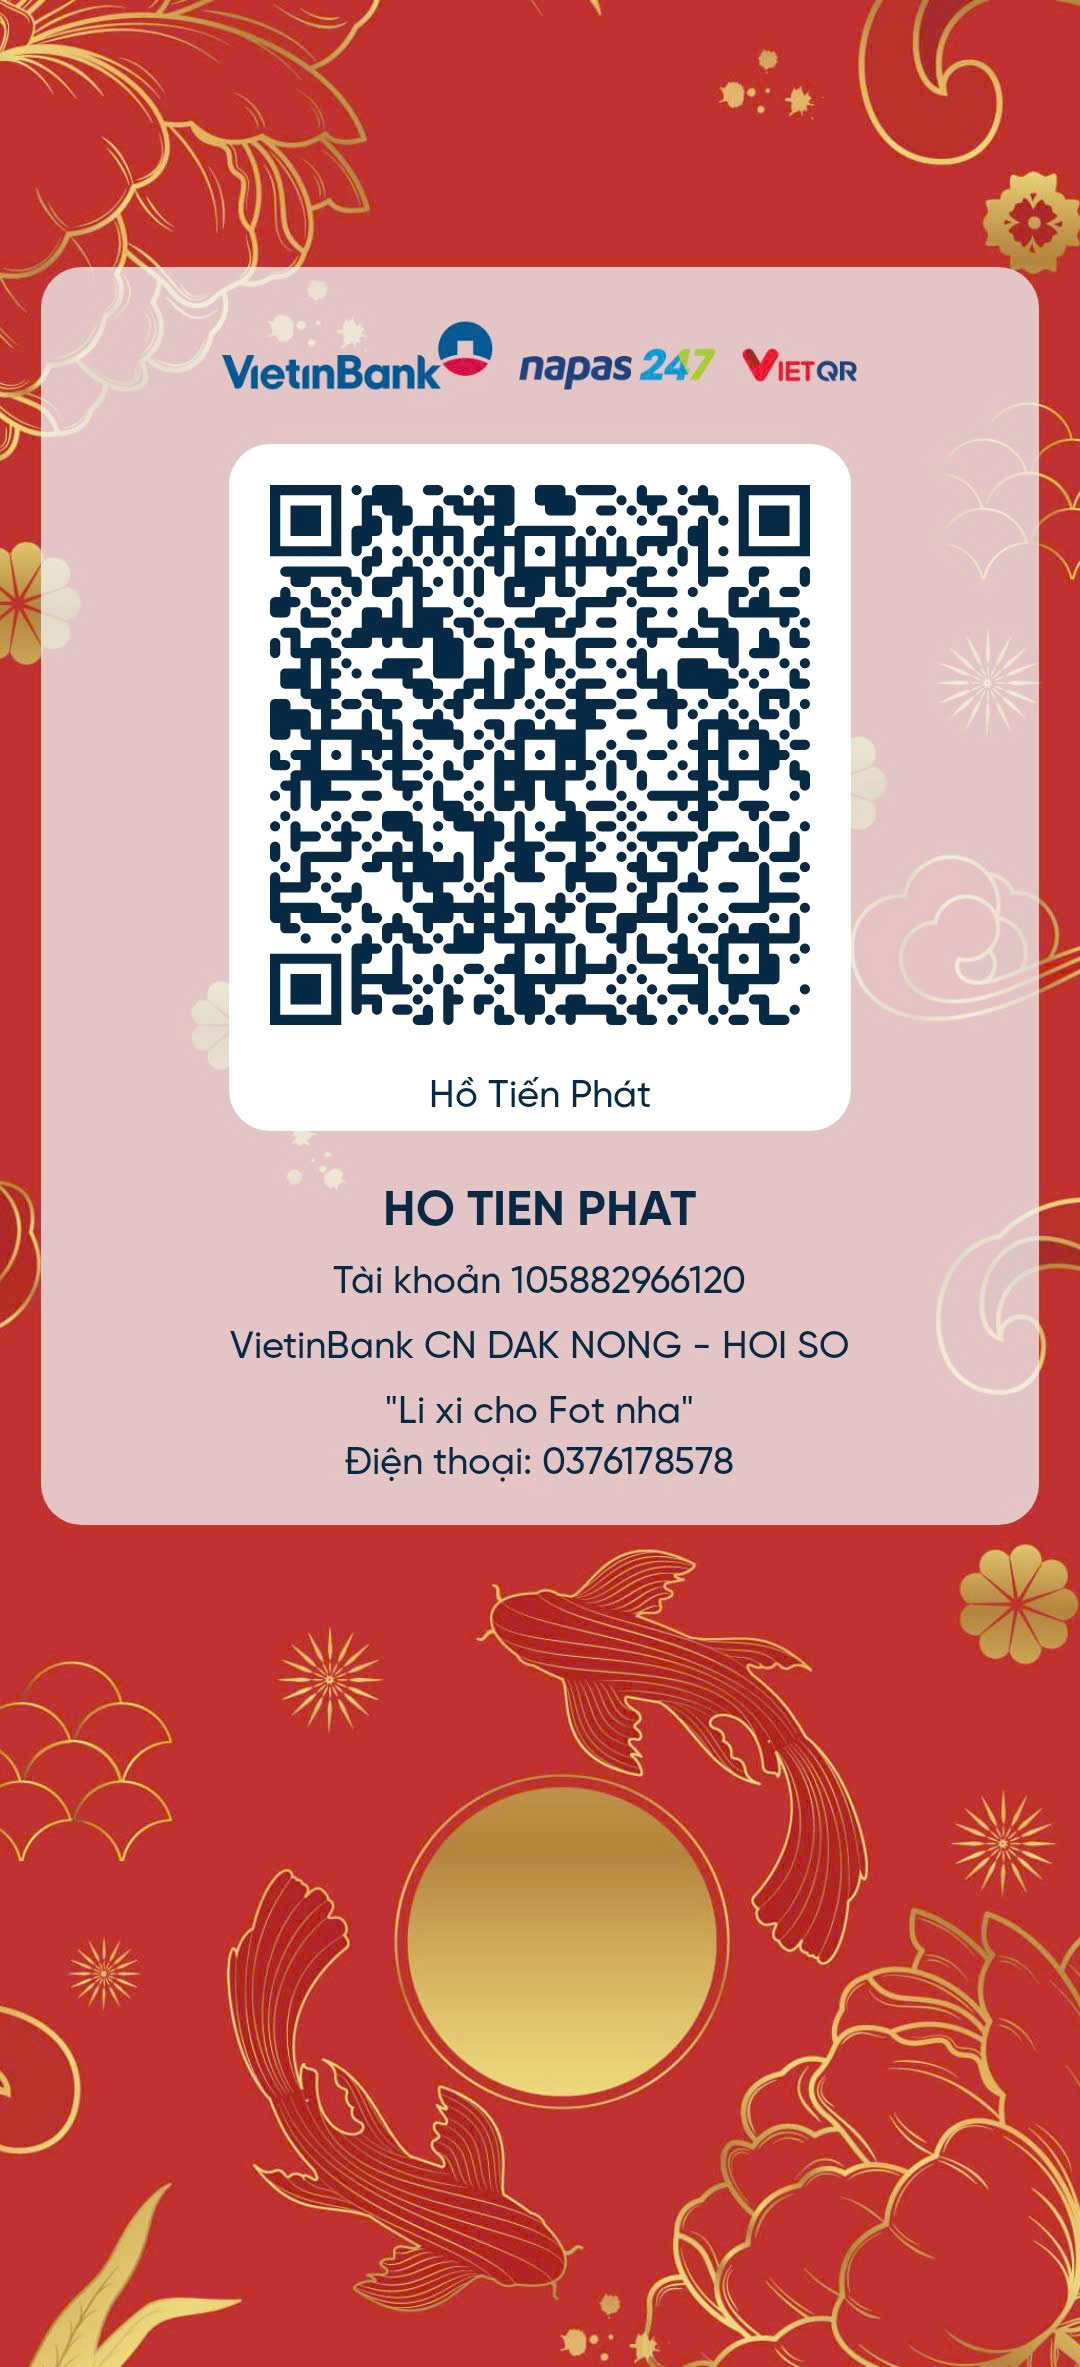 VietinBank napas 247 VIETQR
Hồ Tiến Phát
HO TIEN PHAT
Tài khoản 105882966120
VietinBank CN DAK NONG - HOI SO
"Li xi cho Fot nha"
Điện thoại: 0376178578